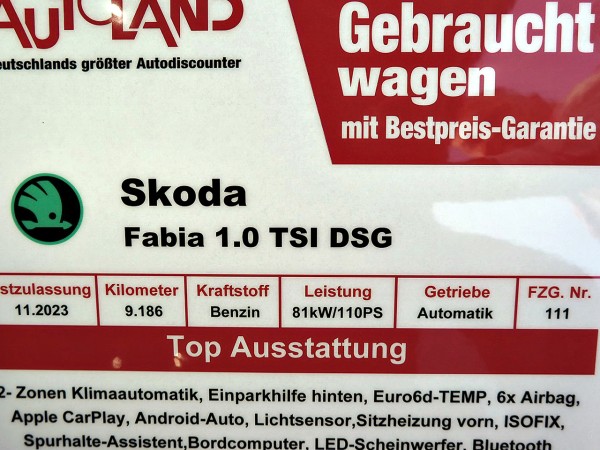 AUTOLAND
eutschlands größter Autodiscounter
Gebraucht
wagen
mit Bestpreis-Garantie
Skoda
Fabia 1.0 TSI DSG
stzulassung Kilometer Kraftstoff Leistung Getriebe FZG. Nr.
11.2023 9.186 Benzin 81kW/110PS Automatik 111
Top Ausstattung
2- Zonen Klimaautomatik, Einparkhilfe hinten, Euro6d-TEMP, 6x Airbag,
Apple CarPlay, Android-Auto, Lichtsensor,Sitzheizung vorn, ISOFIX,
Spurhalte-Assistent,Bordcomputer, LED-Scheinwerfer, Bluetooth